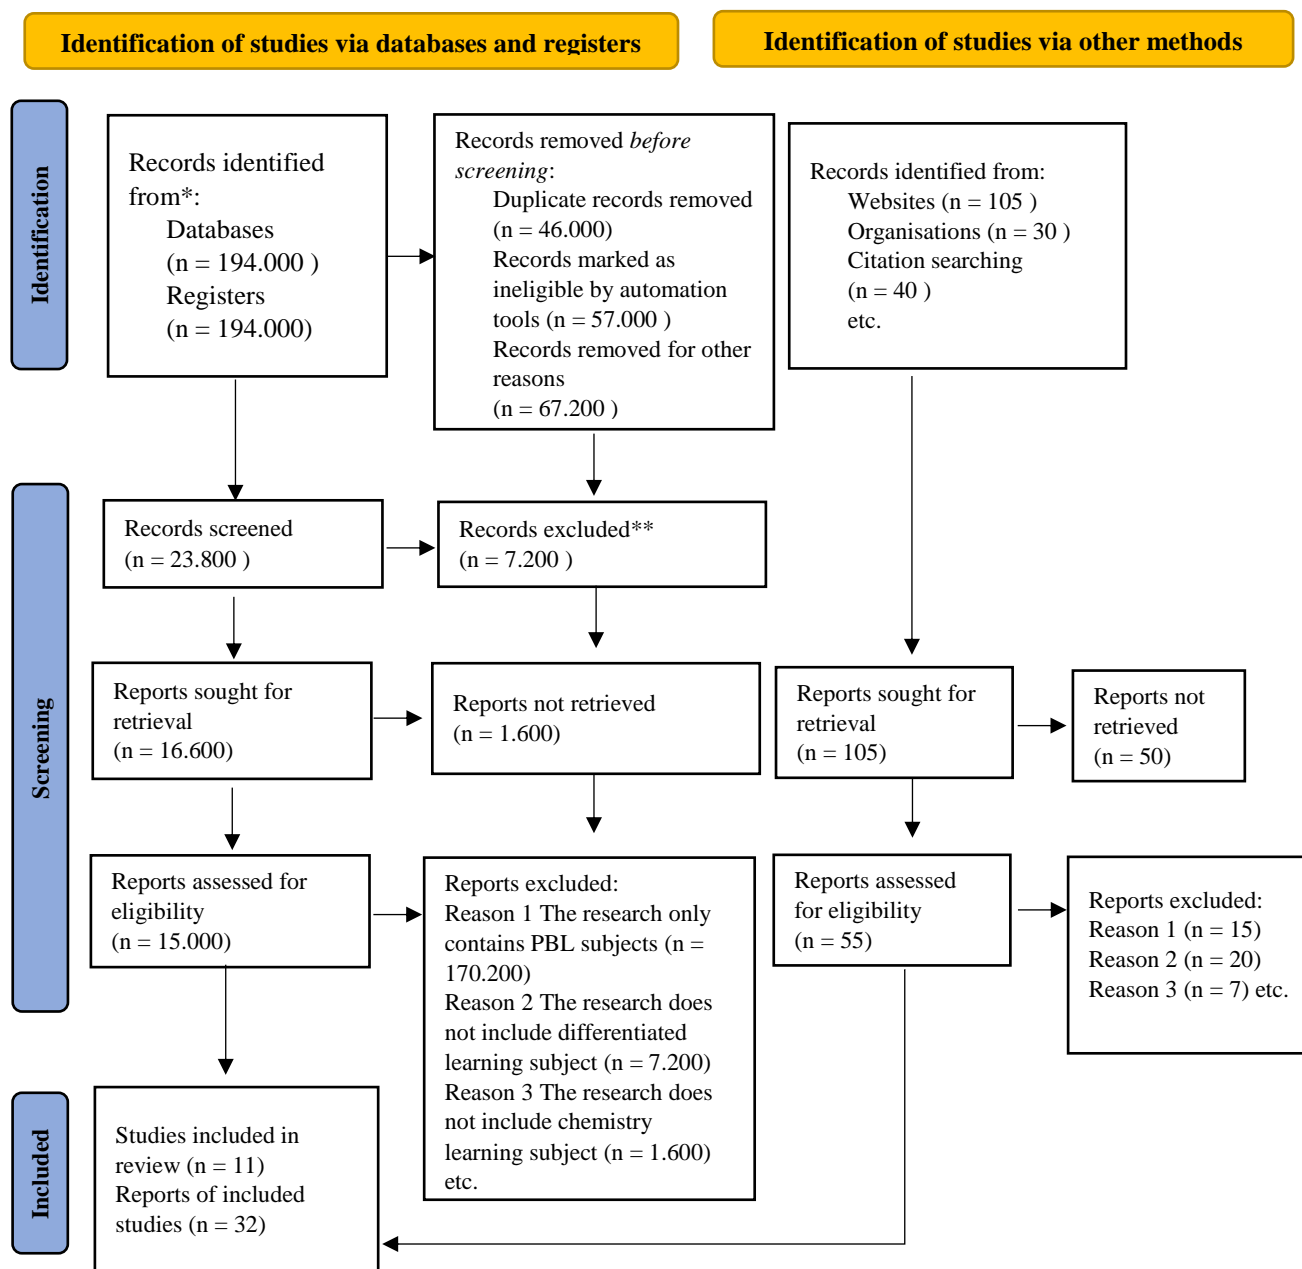 Identification of studies via databases and registers
Identification of studies via other methods
Identification
Records identified
from*:
Databases
(n = 194.000 )
Registers
(n = 194.000)
Records removed before
screening:
Duplicate records removed
(n = 46.000)
Records marked as
ineligible by automation
tools (n = 57.000 )
Records removed for other
reasons
(n = 67.200 )
Records identified from:
Websites (n = 105 )
Organisations (n = 30 )
Citation searching
(n = 40 )
etc.
Screening
Records screened
(n = 23.800 )
Records excluded**
(n = 7.200 )
Reports sought for
retrieval
(n = 16.600)
Reports not retrieved
(n = 1.600)
Reports sought for
retrieval
(n = 105)
Reports not
retrieved
(n = 50)
Reports assessed for
eligibility
(n = 15.000)
Reports excluded:
Reason 1 The research only
contains PBL subjects (n =
170.200)
Reason 2 The research does
not include differentiated
learning subject (n = 7.200)
Reason 3 The research does
not include chemistry
learning subject (n = 1.600)
etc.
Reports assessed
for eligibility
(n = 55)
Reports excluded:
Reason 1 (n = 15)
Reason 2 (n = 20)
Reason 3 (n = 7) etc.
Included
Studies included in
review (n = 11)
Reports of included
studies (n = 32)